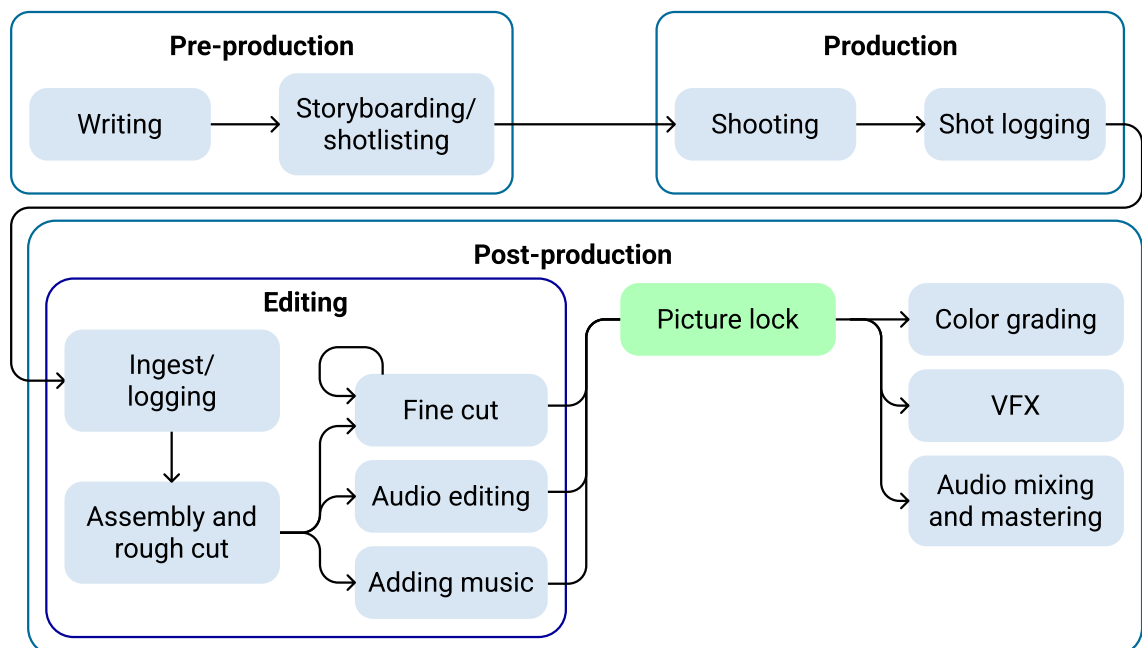 Pre-production
Writing
Storyboarding/
shotlisting
Production
Shooting
Shot logging
Post-production
Editing
Ingest/
logging
Assembly and
rough cut
Fine cut
Audio editing
Adding music
Picture lock
Color grading
VFX
Audio mixing
and mastering